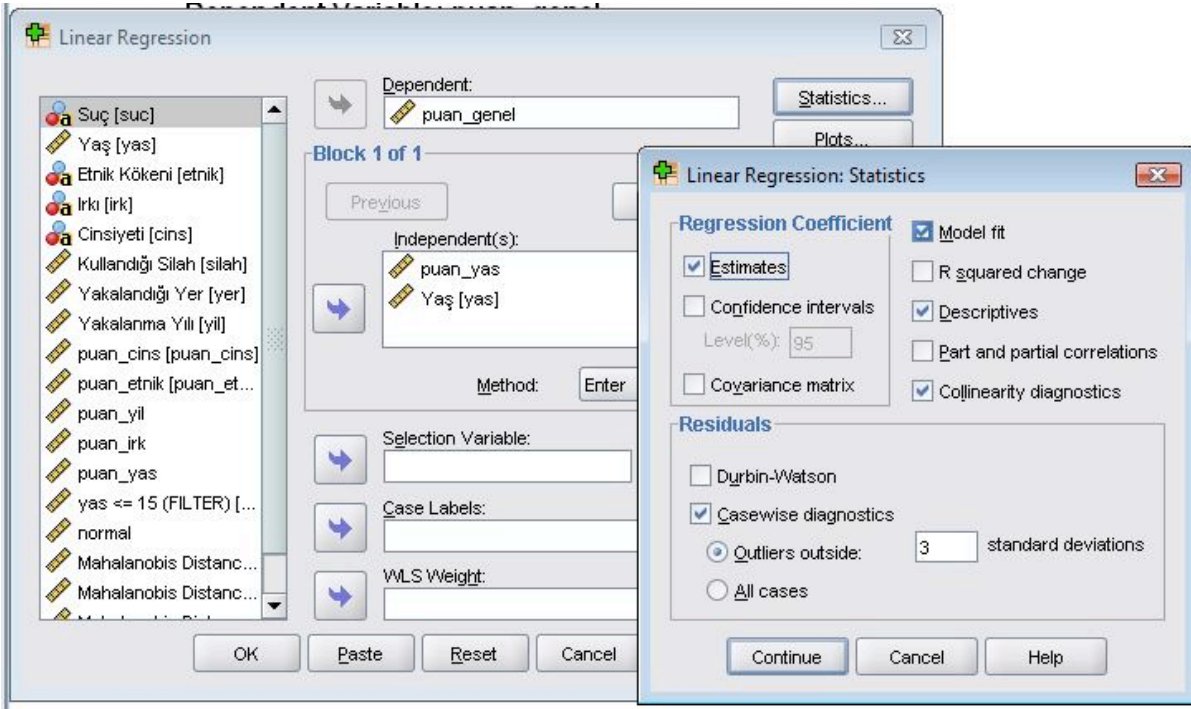 Dependent Variable: puan_genel
Linear Regression
Suç [suc]
Yaş [yas]
Etnik Kökeni [etnik]
Irkı [irk]
Cinsiyeti [cins]
Kullandığı Silah [silah]
Yakalandığı Yer [yer]
Yakalanma Yılı [yil]
puan_cins [puan_cins]
puan_etnik [puan_et...
puan_yil
puan_irk
puan_yas
yas <= 15 (FILTER) [...
normal
Mahalanobis Distanc...
Mahalanobis Distanc...
Dependent:
puan_genel
Statistics...
Plots...
Block 1 of 1
Previous
Independent(s):
puan_yas
Yaş [yas]
Method:
Enter
Selection Variable:
Case Labels:
WLS Weight:
OK
Paste
Reset
Cancel
Linear Regression: Statistics
Regression Coefficient
Estimates
Confidence intervals
Level(%): 95
Covariance matrix
Model fit
R squared change
Descriptives
Part and partial correlations
Collinearity diagnostics
Residuals
Durbin-Watson
Casewise diagnostics
Outliers outside: 3 standard deviations
All cases
Continue
Cancel
Help